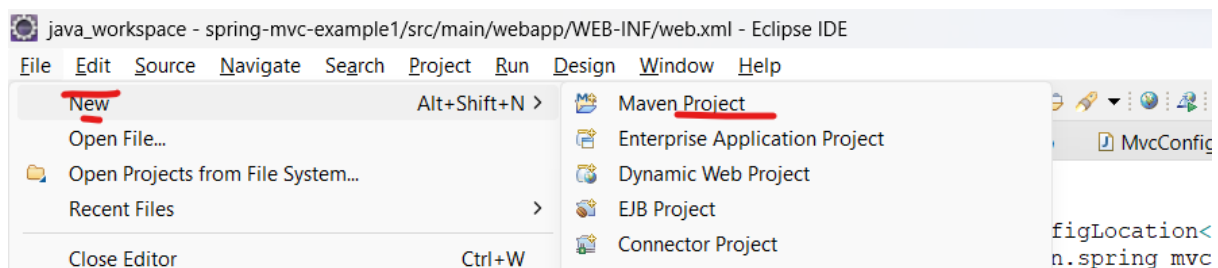 java_workspace - spring-mvc-example1/src/main/webapp/WEB-INF/web.xml - Eclipse IDE
File Edit Source Navigate Search Project Run Design Window Help
New Alt+Shift+N > Maven Project
Open File... Enterprise Application Project MvcConfig
Open Projects from File System... Dynamic Web Project
Recent Files > EJB Project
figLocation<
Close Editor Ctrl+W Connector Project
n.spring mvc